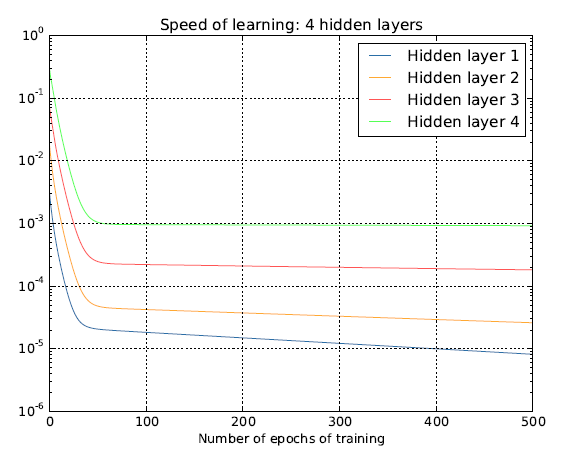 Speed of learning: 4 hidden layers
10^0
10^-1
10^-2
10^-3
10^-4
10^-5
10^-6
Hidden layer 1
Hidden layer 2
Hidden layer 3
Hidden layer 4
0 100 200 300 400 500
Number of epochs of training